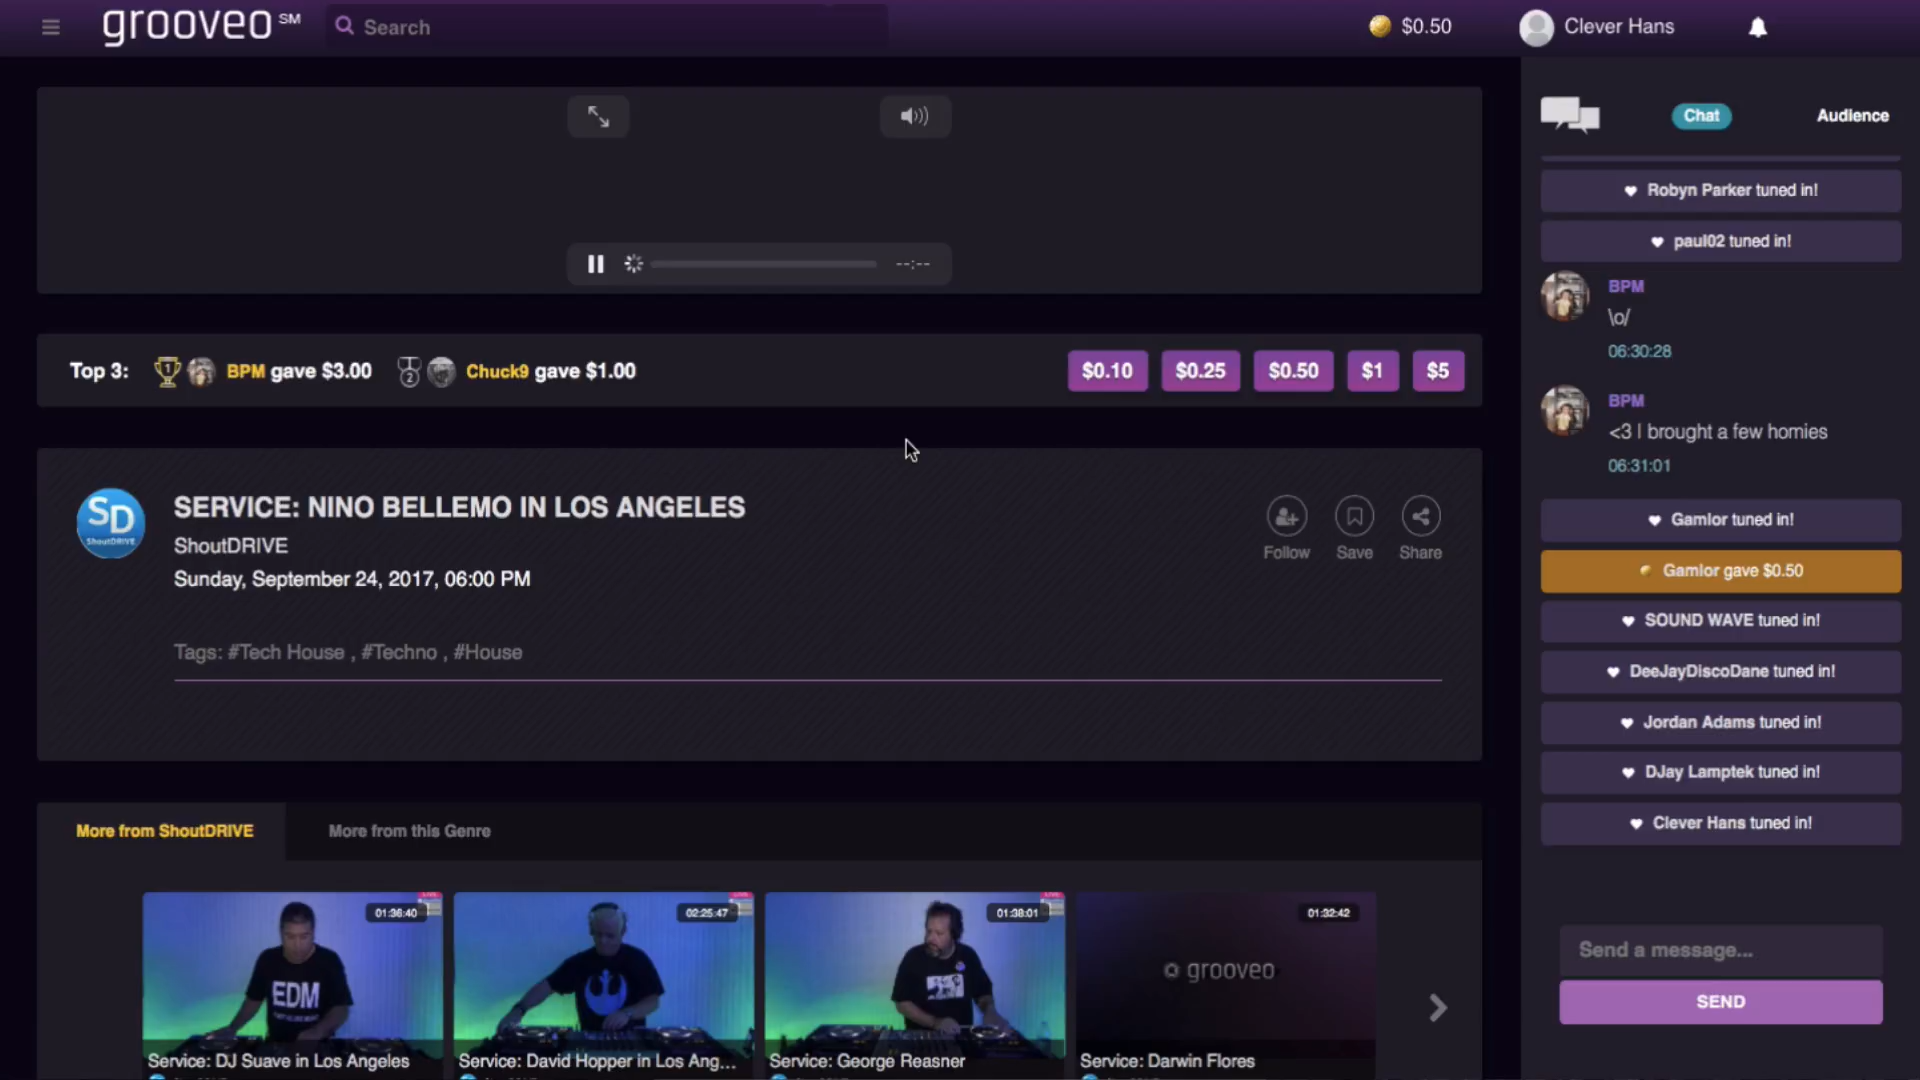 grooveo SM
Search
$0.50
Clever Hans
Chat
Audience
Robyn Parker tuned in!
paul02 tuned in!
BPM
\o/
06:30:28
BPM
<3 I brought a few homies
06:31:01
Gamlor tuned in!
Gamlor gave $0.50
SOUND WAVE tuned in!
DeeJayDiscoDane tuned in!
Jordan Adams tuned in!
DJay Lamptek tuned in!
Clever Hans tuned in!
Send a message...
SEND
--:--
Top 3: 1 BPM gave $3.00 2 Chuck9 gave $1.00
$0.10 $0.25 $0.50 $1 $5
SD
ShoutDRIVE
SERVICE: NINO BELLEMO IN LOS ANGELES
ShoutDRIVE
Sunday, September 24, 2017, 06:00 PM
Follow Save Share
Tags: #Tech House , #Techno , #House
More from ShoutDRIVE
More from this Genre
01:36:40
EDM
Service: DJ Suave in Los Angeles
02:25:47
Service: David Hopper in Los Ang...
01:38:01
Service: George Reasner
01:32:42
grooveo
Service: Darwin Flores